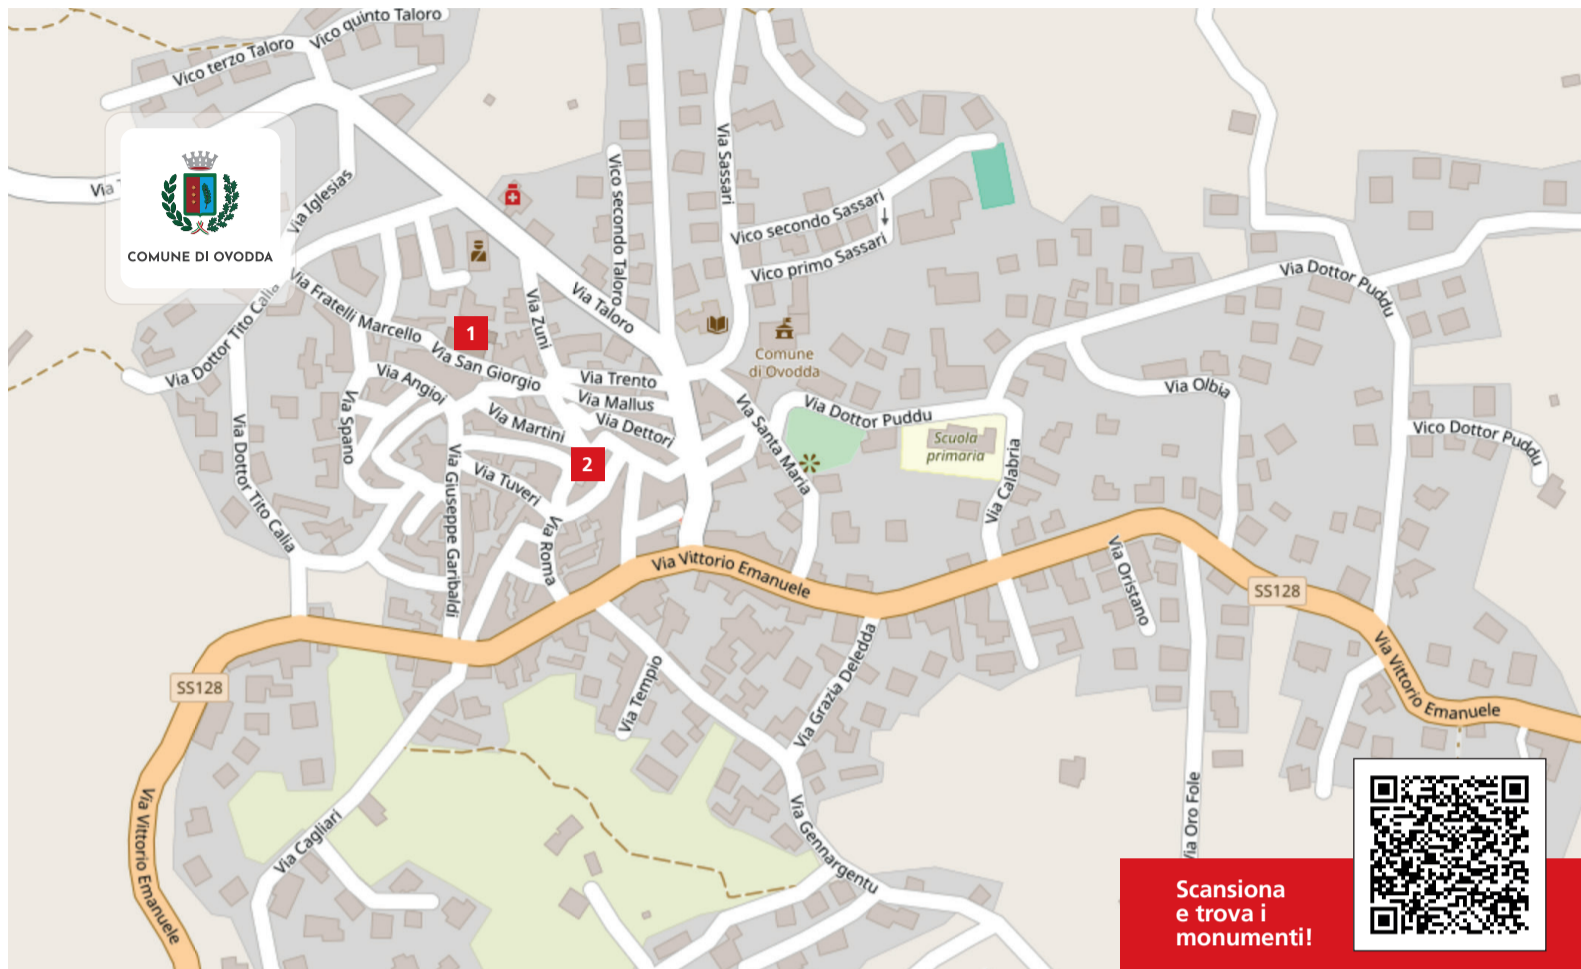 Vico quinto Taloro
Vico terzo Taloro
Via Iglesias
COMUNE DI OVODDA
Via Sassari
Vico secondo Taloro
Vico secondo Sassari
Vico primo Sassari
Via Dottor Puddu
Via Taloro
Via Zuni
Via Fratelli Marcello
1
Via San Giorgio
Via Dottor Tito Calia
Comune
di Ovodda
Via Trento
Via Angioi
Via Mallus
Via Olbia
Via Spano
Via Martini
Via Dettori
Via Santa Maria
Via Dottor Puddu
Scuola
primaria
Vico Dottor Puddu
Via Dottor Tito Calia
Via Giuseppe Garibaldi
2
Via Tuveri
Via Calabria
Via Roma
Via Vittorio Emanuele
Via Oristano
SS128
SS128
Via Tempio
Via Grazia Deledda
Via Vittorio Emanuele
Via Vittorio Emanuele
Via Cagliari
Via Gennargentu
Via Oro Fole
Scansiona
e trova i
monumenti!